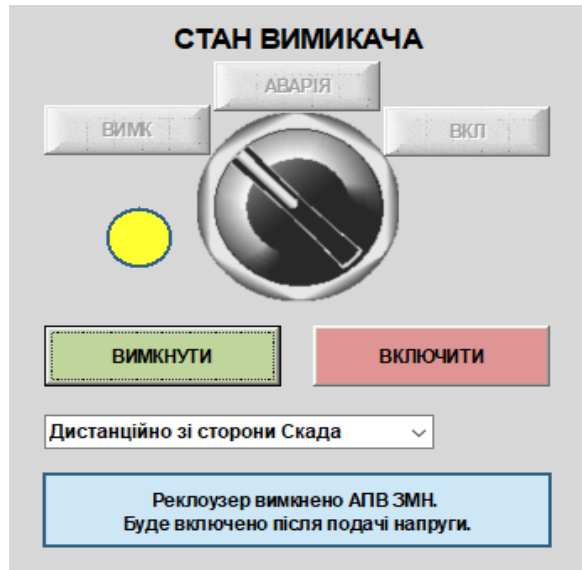 СТАН ВИМИКАЧА
АВАРІЯ
ВИМК
ВКЛ
ВИМКНУТИ
ВКЛЮЧИТИ
Дистанційно зі сторони Скада
Реклоузер вимкнено АПВ ЗМН.
Буде включено після подачі напруги.